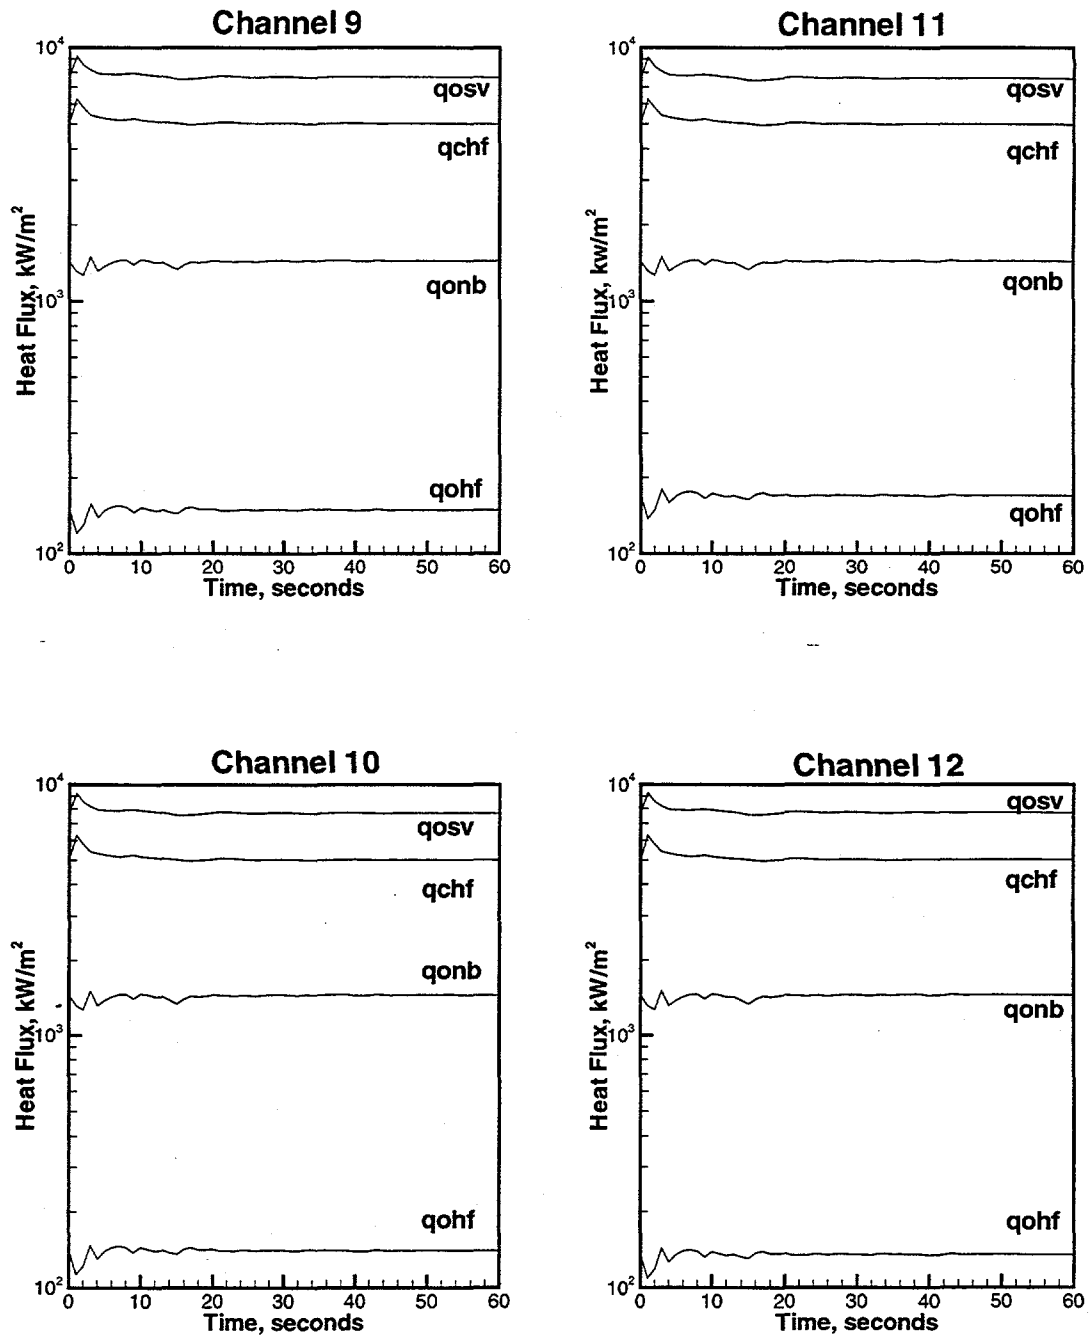 Channel 9
10⁴
qosv
qchf
qonb
10³
qohf
10²
0 10 20 30 40 50 60
Time, seconds
Heat Flux, kW/m²
Channel 11
10⁴
qosv
qchf
qonb
10³
qohf
10²
0 10 20 30 40 50 60
Time, seconds
Heat Flux, kw/m²
Channel 10
10⁴
qosv
qchf
qonb
10³
qohf
10²
0 10 20 30 40 50 60
Time, seconds
Heat Flux, kW/m²
Channel 12
10⁴
qosv
qchf
qonb
10³
qohf
10²
0 10 20 30 40 50 60
Time, seconds
Heat Flux, kW/m²